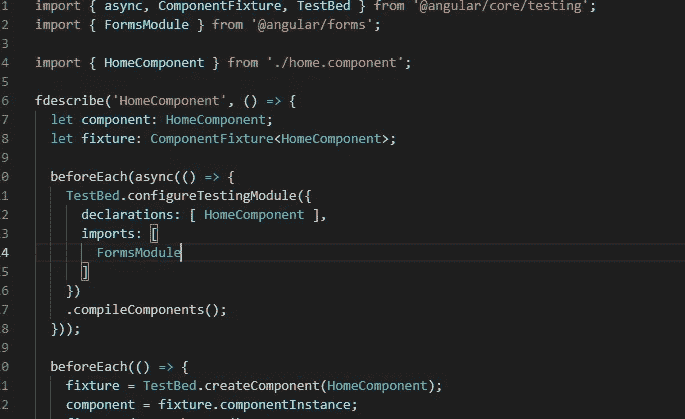 1 import { async, ComponentFixture, TestBed } from '@angular/core/testing';
2 import { FormsModule } from '@angular/forms';
3
4 import { HomeComponent } from './home.component';
5
6 fdescribe('HomeComponent', () => {
7 let component: HomeComponent;
8 let fixture: ComponentFixture<HomeComponent>;
9
0 beforeEach(async(() => {
1 TestBed.configureTestingModule({
2 declarations: [ HomeComponent ],
3 imports: [
4 FormsModule
5 ]
6 })
7 .compileComponents();
8 }));
9
0 beforeEach(() => {
1 fixture = TestBed.createComponent(HomeComponent);
2 component = fixture.componentInstance;